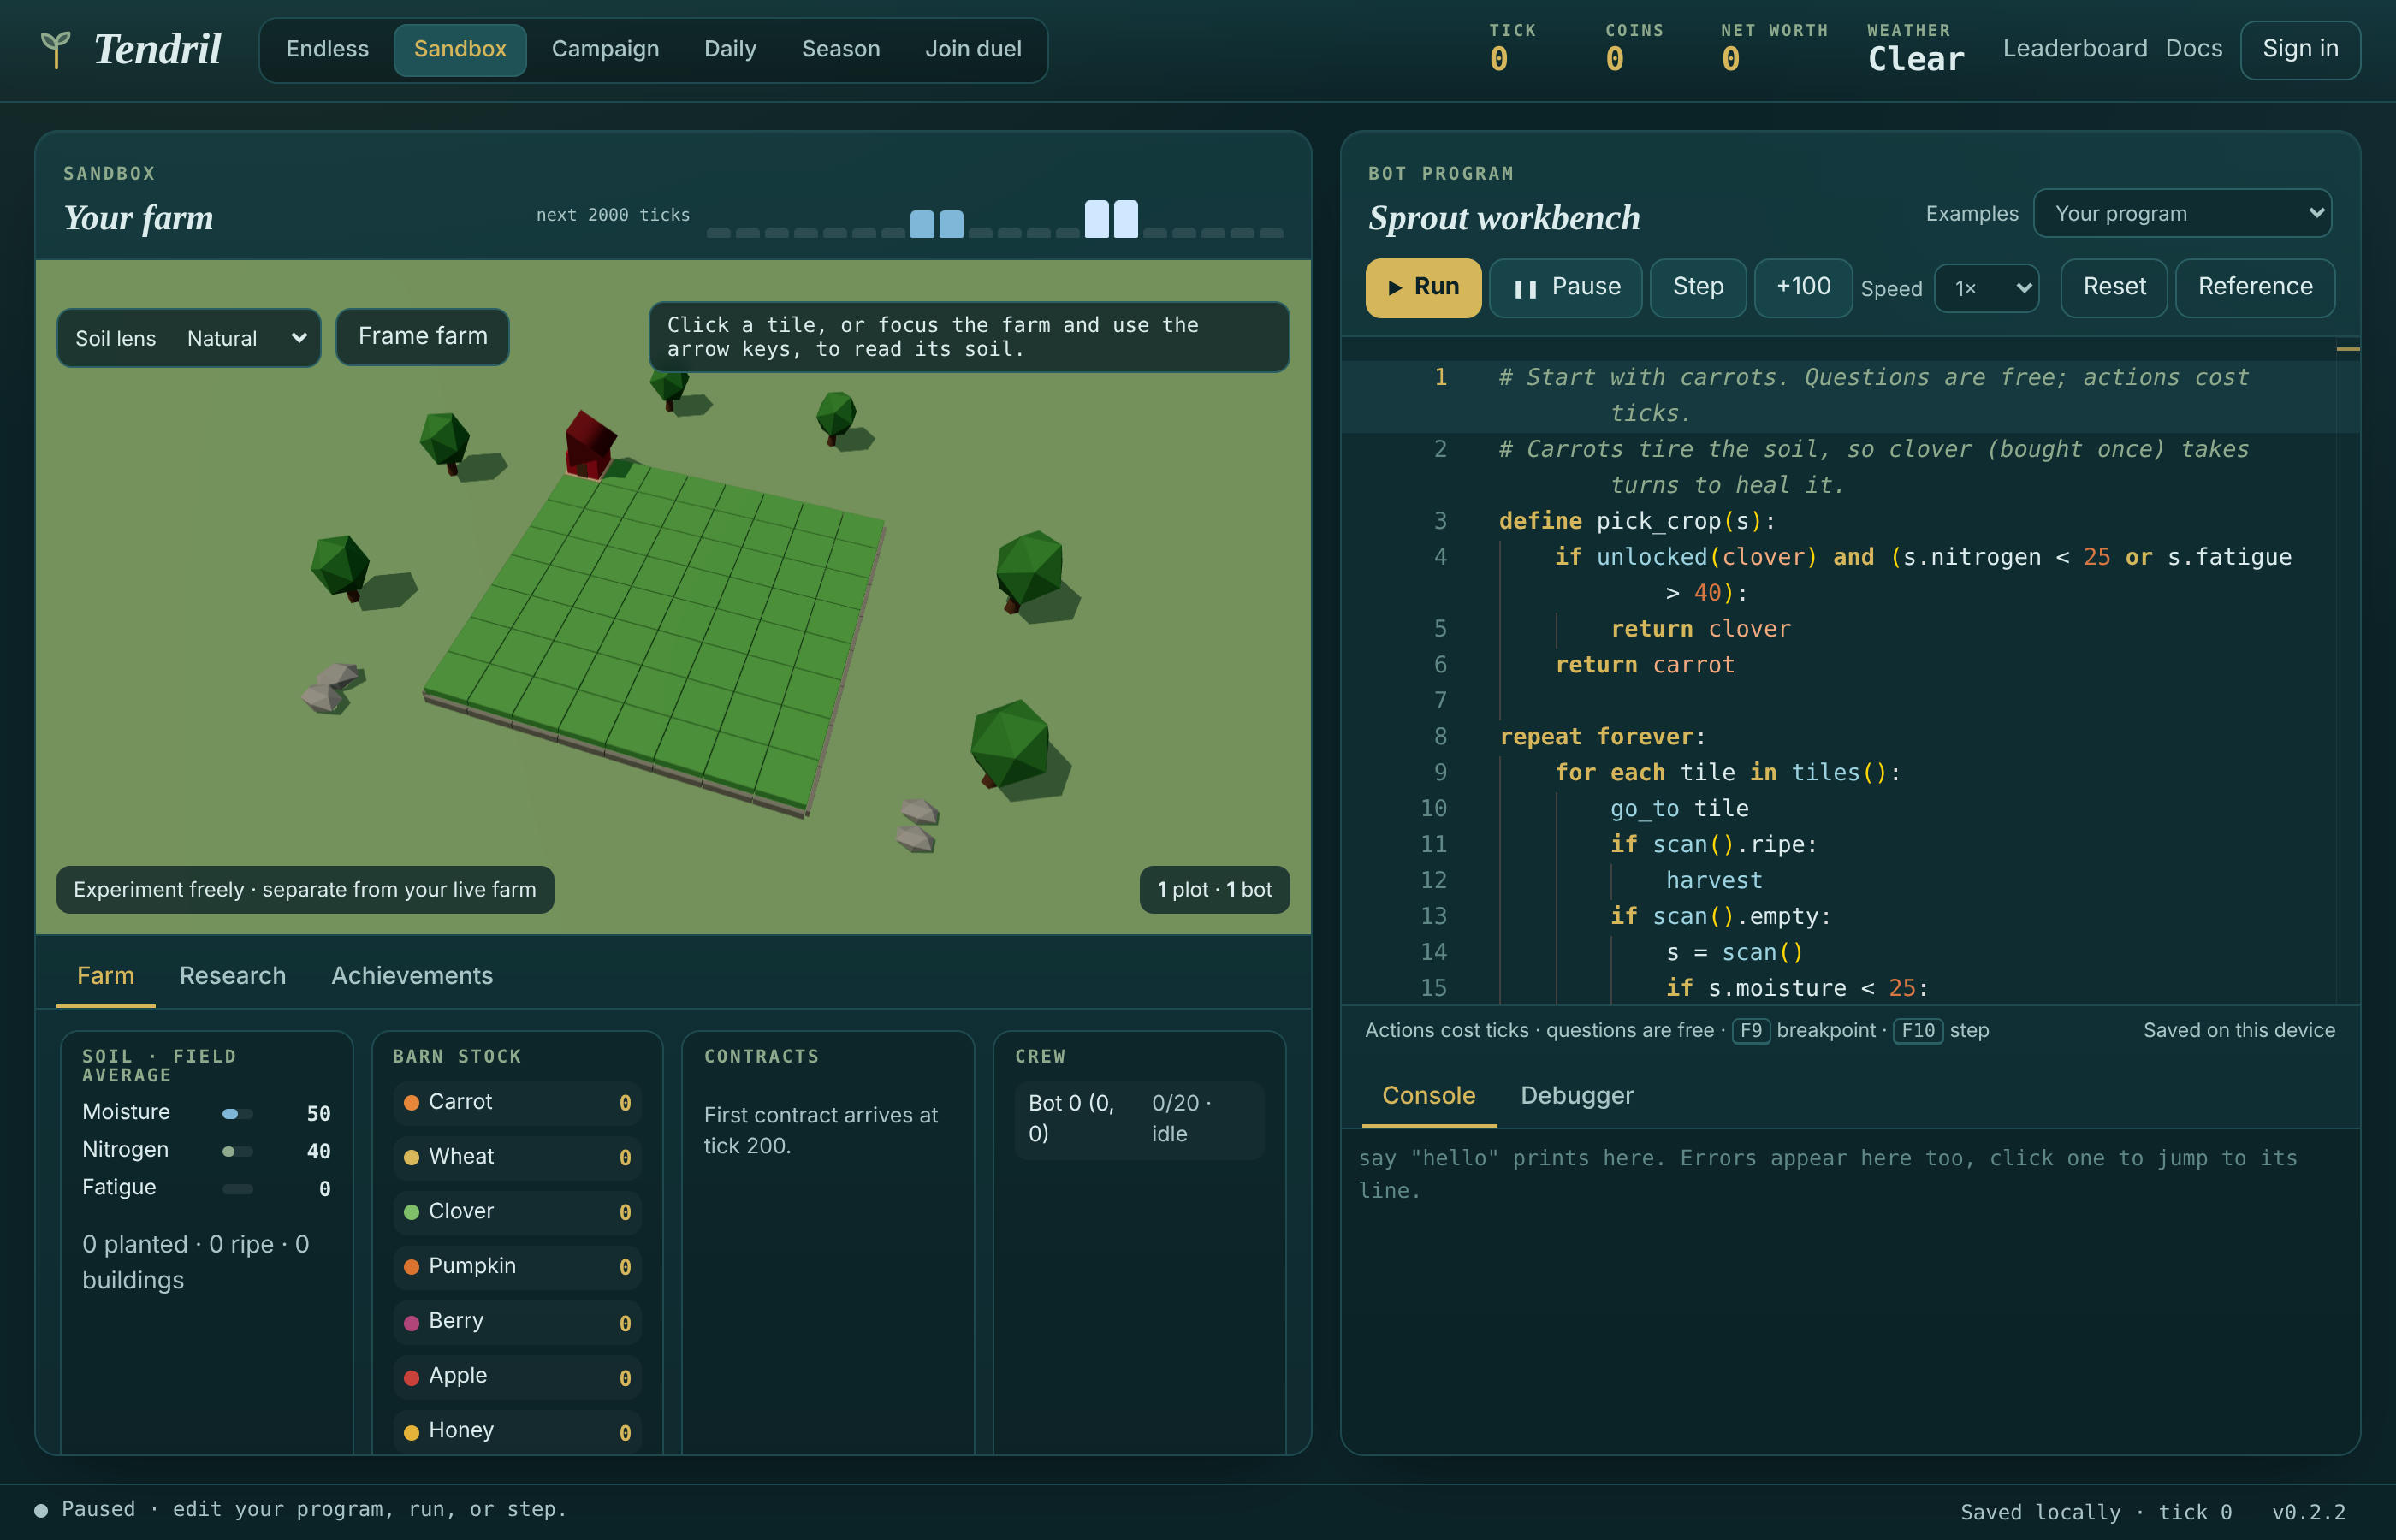 Tendril
Endless
Sandbox
Campaign
Daily
Season
Join duel
TICK
0
COINS
0
NET WORTH
0
WEATHER
Clear
Leaderboard
Docs
Sign in
SANDBOX
Your farm
next 2000 ticks
Soil lens
Natural
Frame farm
Click a tile, or focus the farm and use the
arrow keys, to read its soil.
Experiment freely · separate from your live farm
1 plot · 1 bot
Farm
Research
Achievements
SOIL · FIELD
AVERAGE
Moisture 50
Nitrogen 40
Fatigue 0
0 planted · 0 ripe · 0
buildings
BARN STOCK
Carrot 0
Wheat 0
Clover 0
Pumpkin 0
Berry 0
Apple 0
Honey 0
CONTRACTS
First contract arrives at
tick 200.
CREW
Bot 0 (0,
0)
0/20 ·
idle
BOT PROGRAM
Sprout workbench
Examples
Your program
Run
Pause
Step
+100
Speed
1×
Reset
Reference
1 # Start with carrots. Questions are free; actions cost
ticks.
2 # Carrots tire the soil, so clover (bought once) takes
turns to heal it.
3 define pick_crop(s):
4 if unlocked(clover) and (s.nitrogen < 25 or s.fatigue
> 40):
5 return clover
6 return carrot
7
8 repeat forever:
9 for each tile in tiles():
10 go_to tile
11 if scan().ripe:
12 harvest
13 if scan().empty:
14 s = scan()
15 if s.moisture < 25:
Actions cost ticks · questions are free · F9 breakpoint · F10 step
Saved on this device
Console
Debugger
say "hello" prints here. Errors appear here too, click one to jump to its
line.
Paused · edit your program, run, or step.
Saved locally · tick 0
v0.2.2